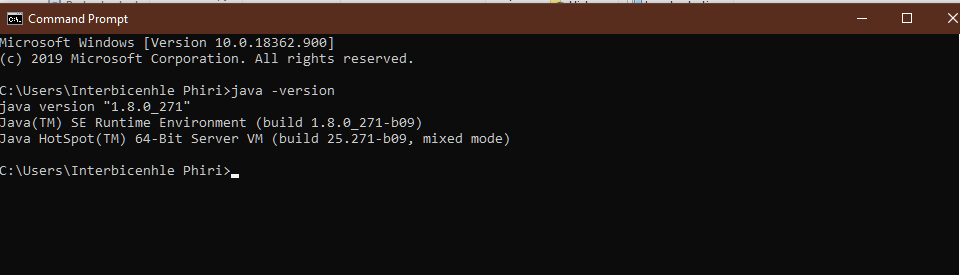 Command Prompt
Microsoft Windows [Version 10.0.18362.900]
(c) 2019 Microsoft Corporation. All rights reserved.
C:\Users\Interbicenhle Phiri>java -version
java version "1.8.0_271"
Java(TM) SE Runtime Environment (build 1.8.0_271-b09)
Java HotSpot(TM) 64-Bit Server VM (build 25.271-b09, mixed mode)
C:\Users\Interbicenhle Phiri>